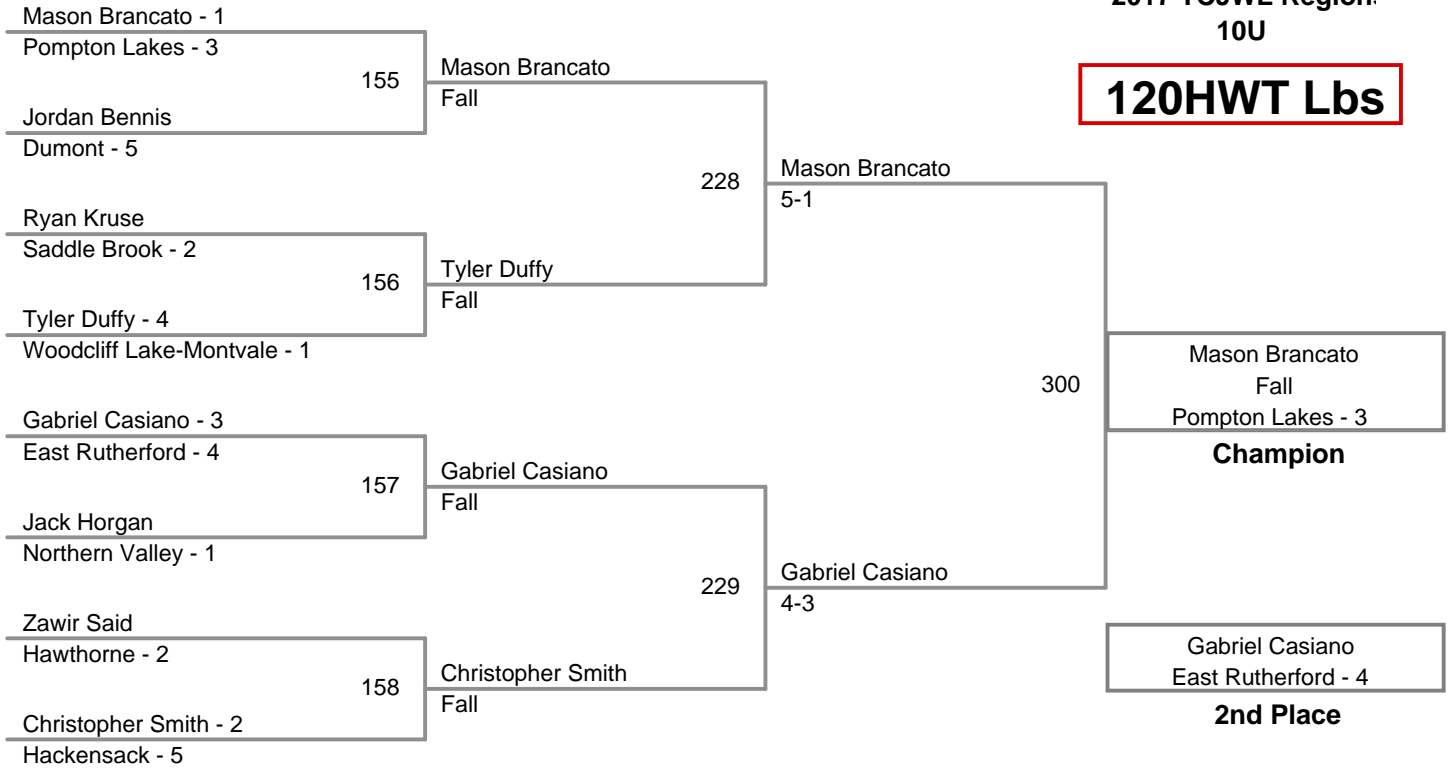 2017 TCJWL
10U
120HWT Lbs
Mason Brancato - 1
Pompton Lakes - 3
155
Jordan Bennis
Dumont - 5
Ryan Kruse
Saddle Brook - 2
156
Tyler Duffy - 4
Woodcliff Lake-Montvale - 1
Gabriel Casiano - 3
East Rutherford - 4
157
Jack Horgan
Northern Valley - 1
Zawir Said
Hawthorne - 2
158
Christopher Smith - 2
Hackensack - 5
Mason Brancato
Fall
228
Tyler Duffy
Fall
Gabriel Casiano
Fall
229
Christopher Smith
Fall
Mason Brancato
5-1
300
Gabriel Casiano
4-3
Mason Brancato
Fall
Pompton Lakes - 3
Champion
Gabriel Casiano
East Rutherford - 4
2nd Place